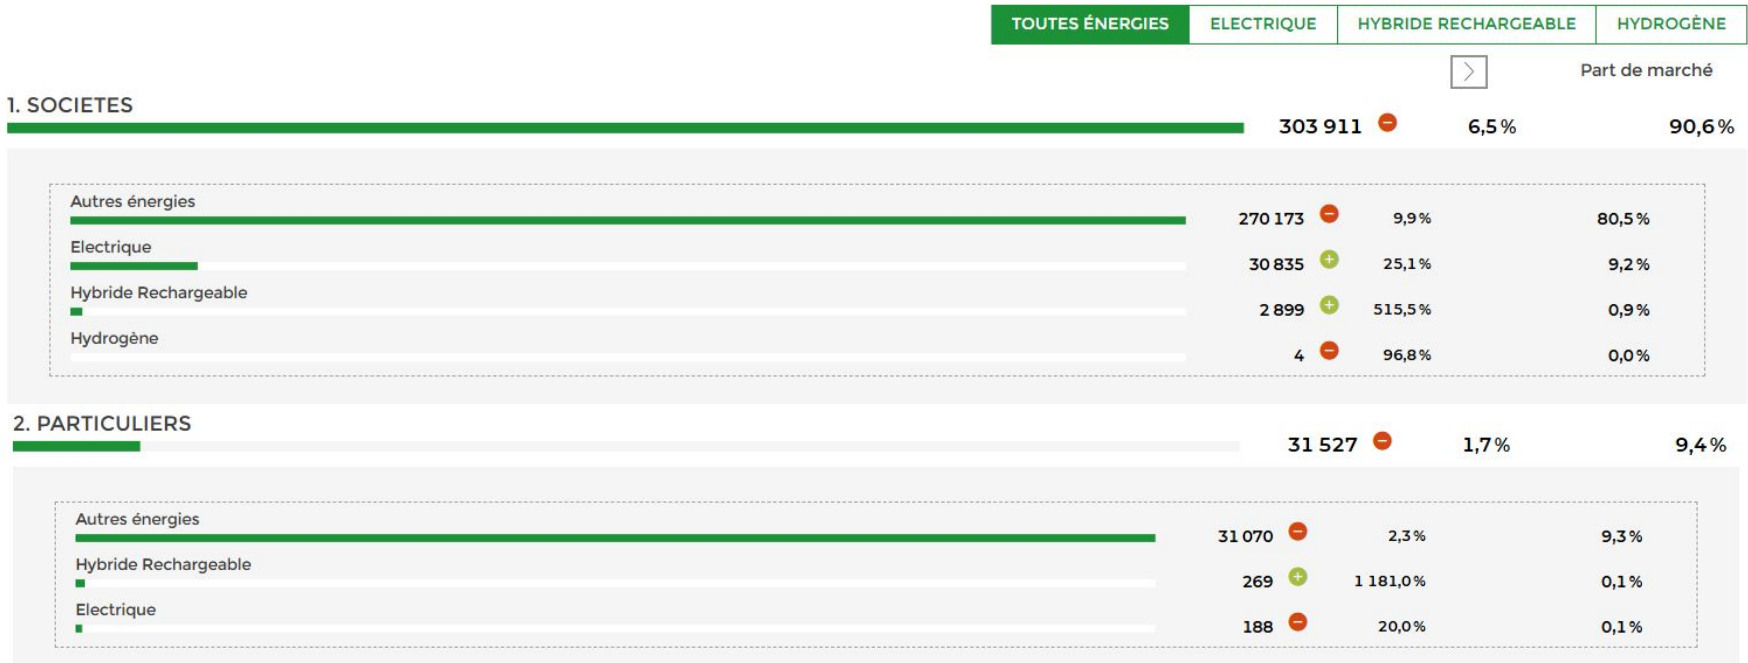 TOUTES ÉNERGIES ELECTRIQUE HYBRIDE RECHARGEABLE HYDROGÈNE
Part de marché
1. SOCIETES
303 911 6,5% 90,6%
Autres énergies
270 173 9,9% 80,5%
Electrique
30 835 25,1% 9,2%
Hybride Rechargeable
2 899 515,5% 0,9%
Hydrogène
4 96,8% 0,0%
2. PARTICULIERS
31 527 1,7% 9,4%
Autres énergies
31 070 2,3% 9,3%
Hybride Rechargeable
269 1 181,0% 0,1%
Electrique
188 20,0% 0,1%